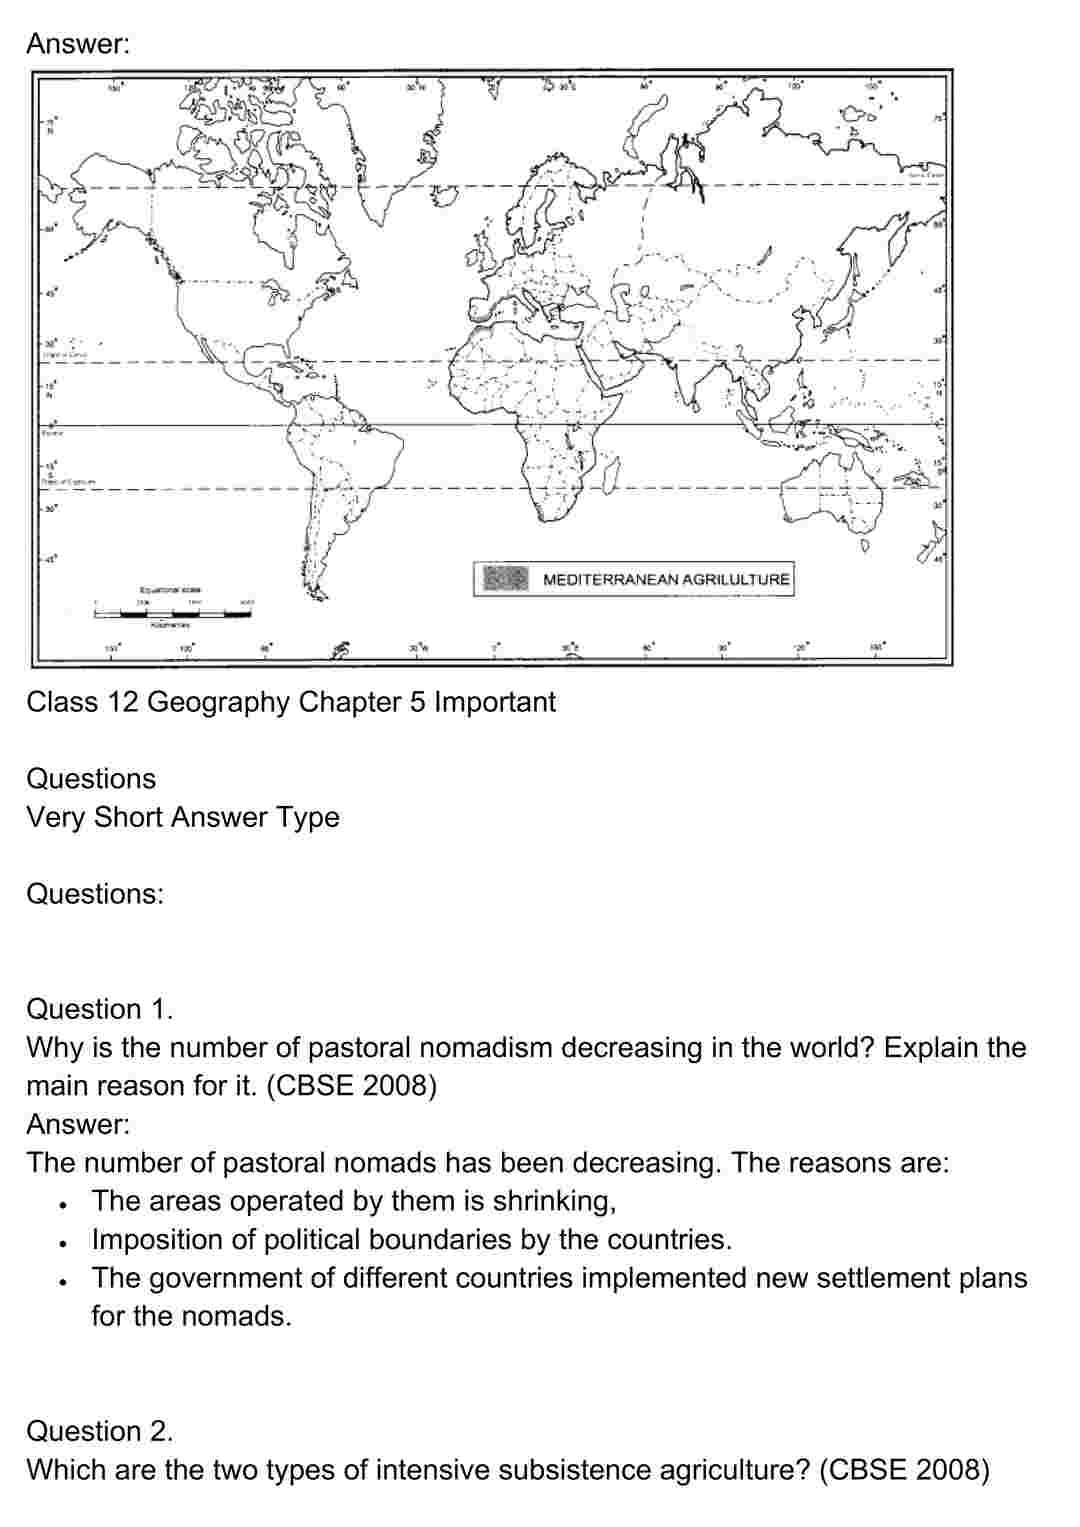 Answer:
MEDITERRANEAN AGRILULTURE
Equatorial scale
Kilometres
Class 12 Geography Chapter 5 Important
Questions
Very Short Answer Type
Questions:
Question 1.
Why is the number of pastoral nomadism decreasing in the world? Explain the
main reason for it. (CBSE 2008)
Answer:
The number of pastoral nomads has been decreasing. The reasons are:
• The areas operated by them is shrinking,
• Imposition of political boundaries by the countries.
• The government of different countries implemented new settlement plans
for the nomads.
Question 2.
Which are the two types of intensive subsistence agriculture? (CBSE 2008)